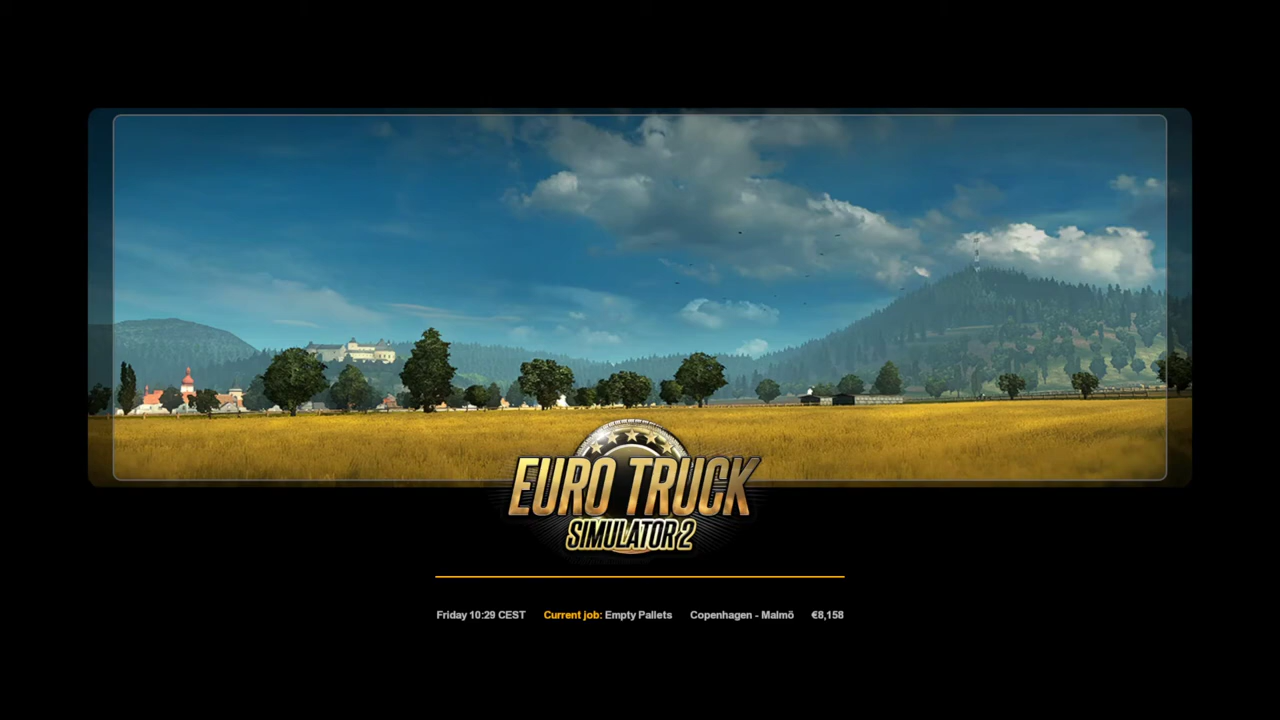 EURO TRUCK
SIMULATOR 2
Friday 10:29 CEST Current job: Empty Pallets Copenhagen - Malmö €8,158